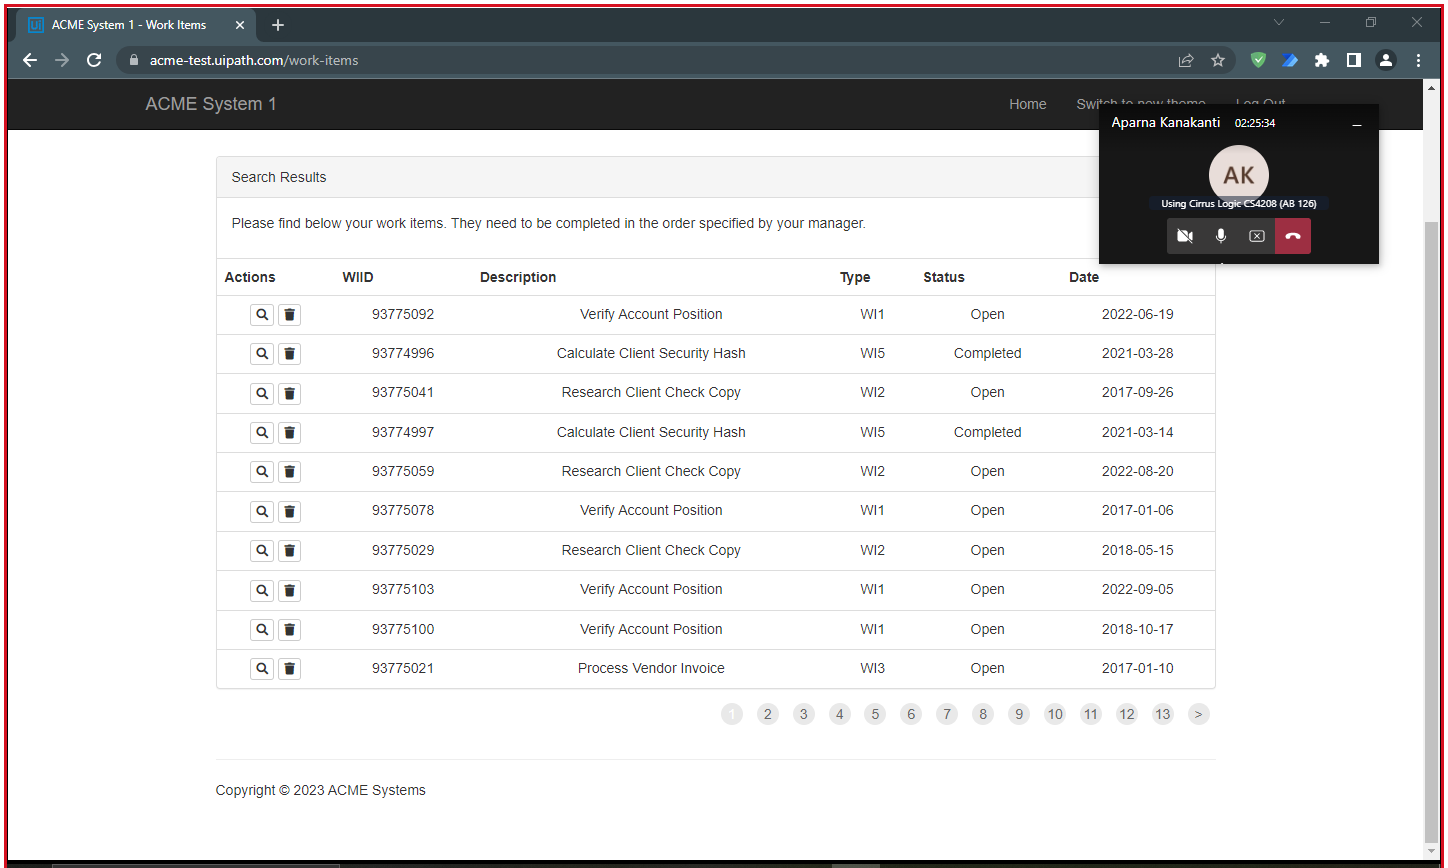 ACME System 1 - Work Items
acme-test.uipath.com/work-items
ACME System 1 Home Switch to new theme Log Out
Aparna Kanakanti 02:25:34
AK
Using Cirrus Logic CS4208 (AB 126)
Search Results
Please find below your work items. They need to be completed in the order specified by your manager.
Actions WIID Description Type Status Date
93775092 Verify Account Position WI1 Open 2022-06-19
93774996 Calculate Client Security Hash WI5 Completed 2021-03-28
93775041 Research Client Check Copy WI2 Open 2017-09-26
93774997 Calculate Client Security Hash WI5 Completed 2021-03-14
93775059 Research Client Check Copy WI2 Open 2022-08-20
93775078 Verify Account Position WI1 Open 2017-01-06
93775029 Research Client Check Copy WI2 Open 2018-05-15
93775103 Verify Account Position WI1 Open 2022-09-05
93775100 Verify Account Position WI1 Open 2018-10-17
93775021 Process Vendor Invoice WI3 Open 2017-01-10
1 2 3 4 5 6 7 8 9 10 11 12 13 >
Copyright © 2023 ACME Systems